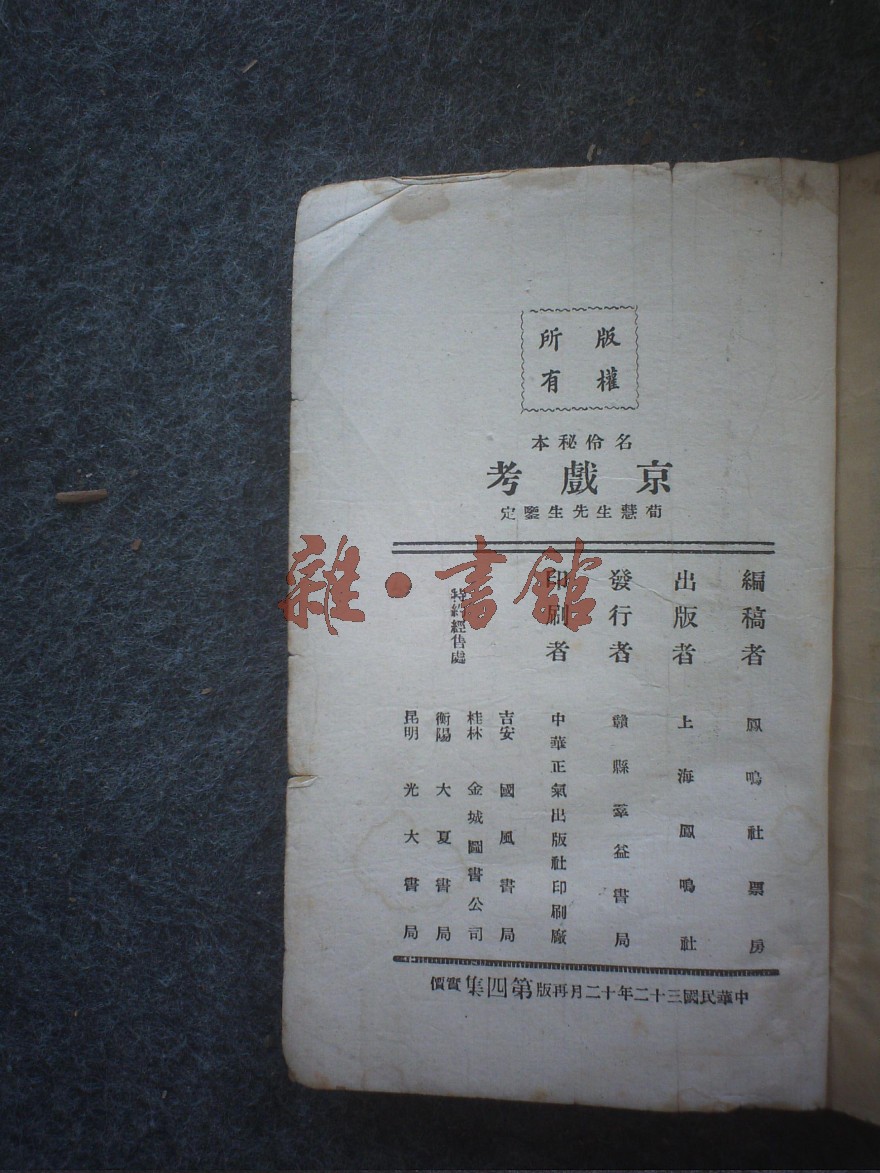 版權所有
名伶秘本
京戲考
荀慧生先生鑒定
編稿者 鳳鳴社票房
出版者 上海鳳鳴社
發行者 贛縣翠益書局
印刷者 中華正氣出版社印刷廠
特約經售處
吉安 國風書局
桂林 金城圖書公司
衡陽 大夏書局
昆明 光大書局
中華民國三十二年十二月再版第四集實價
雜·書館